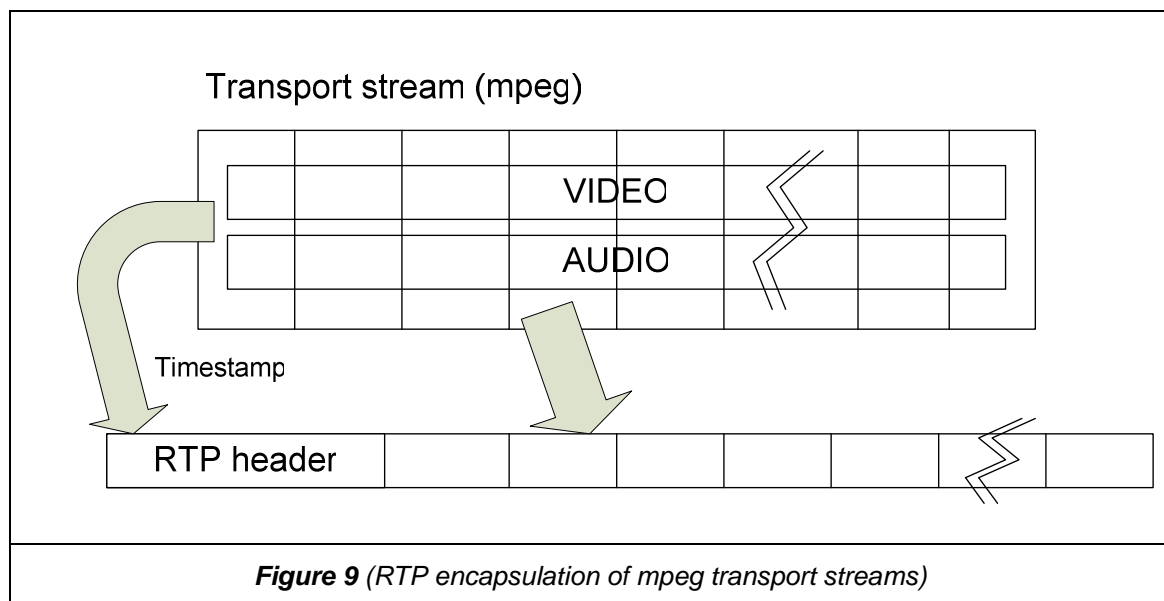 Transport stream (mpeg)
VIDEO
AUDIO
Timestamp
RTP header
Figure 9 (RTP encapsulation of mpeg transport streams)